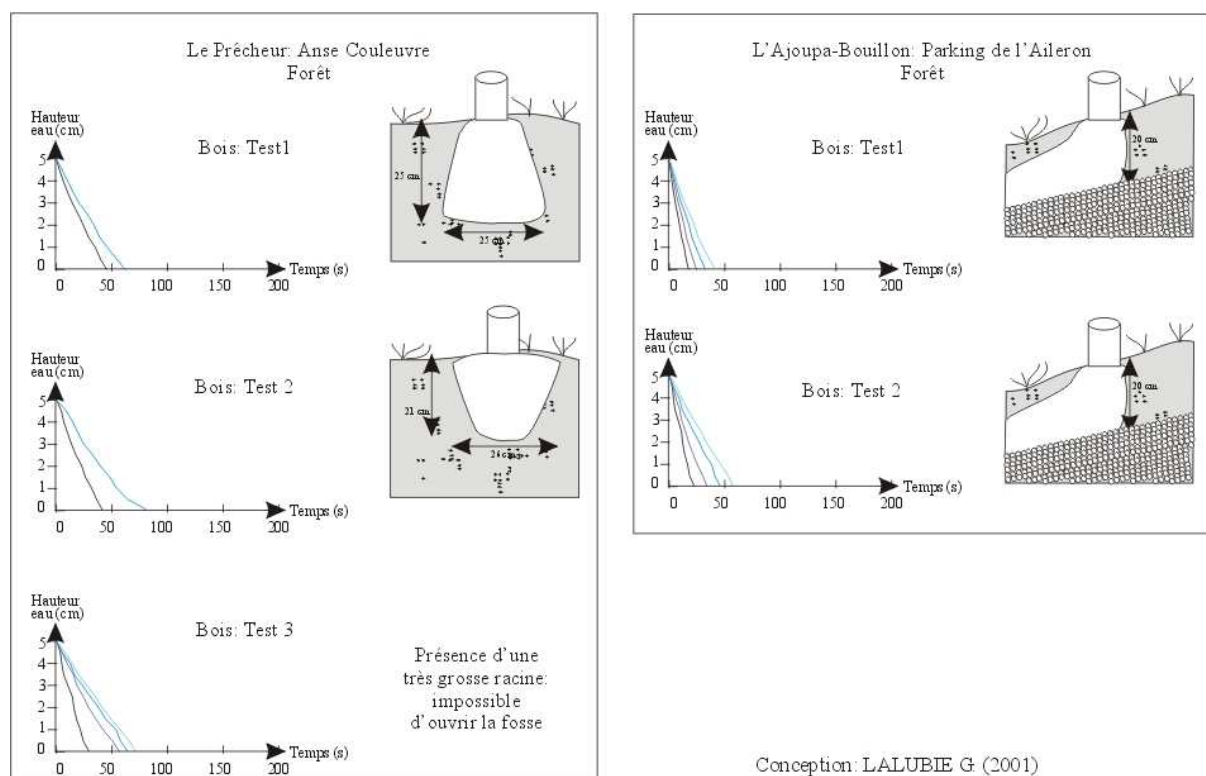 Le Prêcheur: Anse Couleuvre
Forêt
Hauteur
eau (cm)
Bois: Test1
5
4
3
2
1
0
0 50 100 150 200
Temps (s)
25 cm
25 cm
Hauteur
eau (cm)
Bois: Test 2
5
4
3
2
1
0
0 50 100 150 200
Temps (s)
21 cm
26 cm
Hauteur
eau (cm)
Bois: Test 3
5
4
3
2
1
0
0 50 100 150 200
Temps (s)
Présence d'une
très grosse racine:
impossible
d'ouvrir la fosse
L'Ajoupa-Bouillon: Parking de l'Aileron
Forêt
Hauteur
eau (cm)
Bois: Test1
5
4
3
2
1
0
0 50 100 150 200
Temps (s)
20 cm
Hauteur
eau (cm)
Bois: Test 2
5
4
3
2
1
0
0 50 100 150 200
Temps (s)
20 cm
Conception: LALUBIE G. (2001)